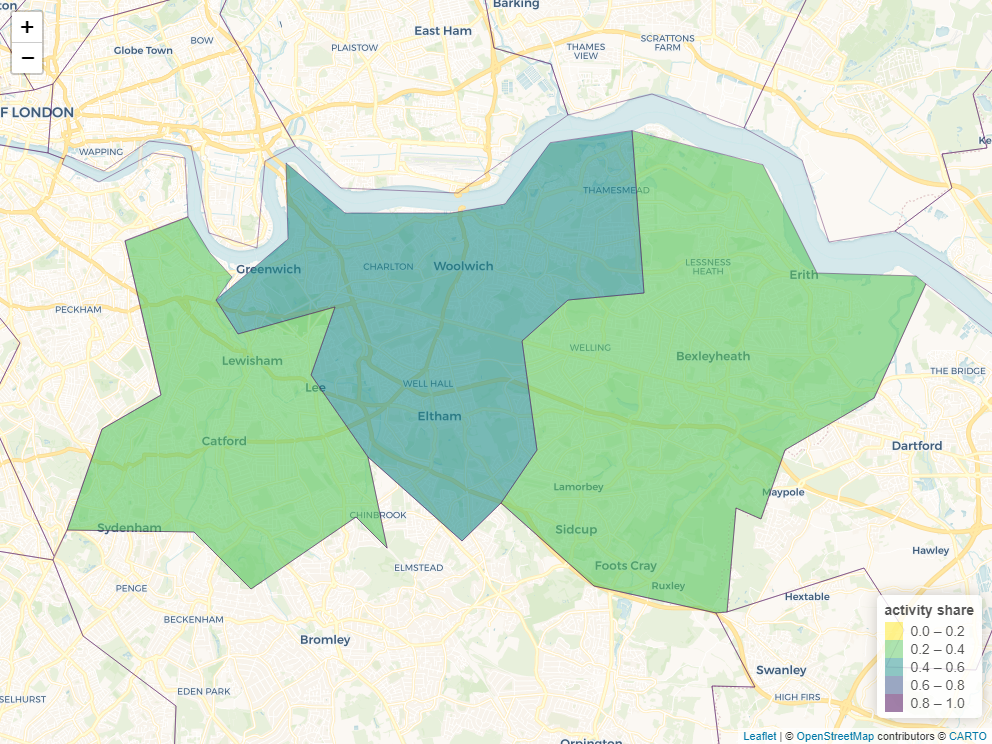 ton
Barking
+
−
East Ham
BOW
Globe Town
PLAISTOW
SCRATTONS
FARM
THAMES
VIEW
F LONDON
WAPPING
Ke
THAMESMEAD
Greenwich
CHARLTON
Woolwich
LESSNESS
HEATH
Erith
PECKHAM
WELLING
Bexleyheath
Lewisham
THE BRIDGE
Lee
WELL HALL
Eltham
Catford
Dartford
Lamorbey
Maypole
CHINBROOK
Sydenham
Sidcup
Hawley
ELMSTEAD
Foots Cray
PENGE
Ruxley
Hextable
BECKENHAM
Bromley
Swanley
EDEN PARK
SELHURST
HIGH FIRS
Orpington
activity share
0.0 – 0.2
0.2 – 0.4
0.4 – 0.6
0.6 – 0.8
0.8 – 1.0
Leaflet | © OpenStreetMap contributors © CARTO